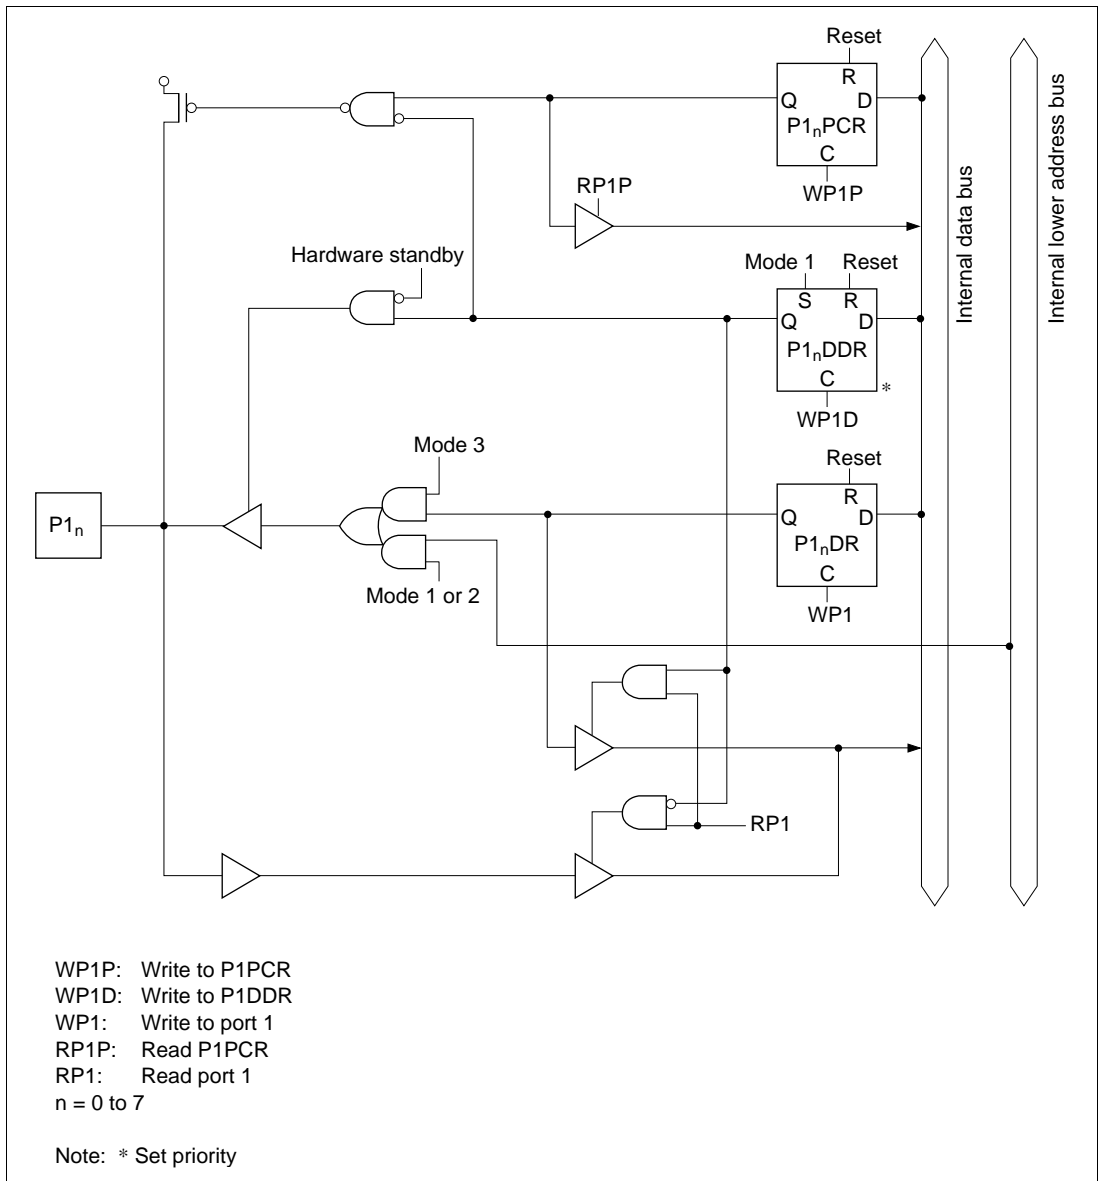 Reset
R
Q D
P1nPCR
C
WP1P
RP1P
Hardware standby
Mode 1 Reset
S R
Q D
P1nDDR
C
*
WP1D
Mode 3
Reset
R
Q D
P1nDR
C
WP1
P1n
Mode 1 or 2
RP1
Internal data bus
Internal lower address bus
WP1P: Write to P1PCR
WP1D: Write to P1DDR
WP1: Write to port 1
RP1P: Read P1PCR
RP1: Read port 1
n = 0 to 7
Note: * Set priority